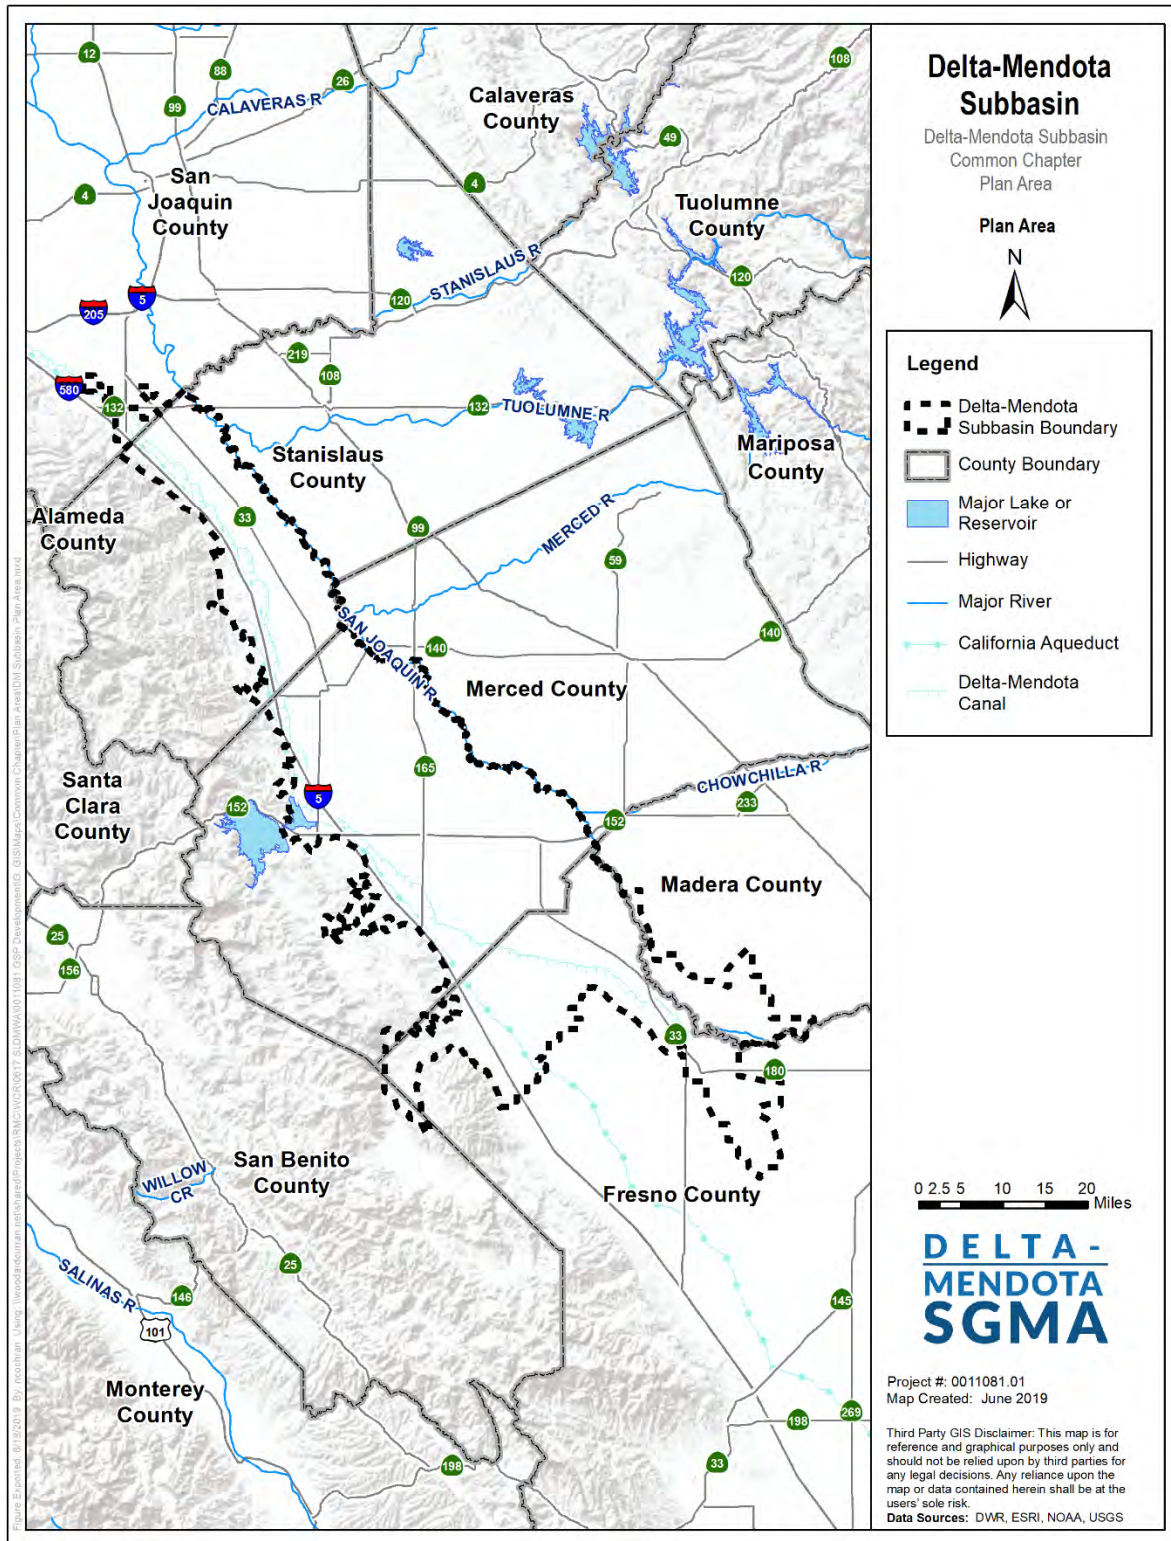 12
88
26
108
99
CALAVERAS R
Calaveras
County
49
San
Joaquin
County
4
4
Tuolumne
County
STANISLAUS R
120
120
5
205
219
108
580
132
132
TUOLUMNE R
Stanislaus
County
Mariposa
County
Alameda
County
33
99
MERCED R
59
SAN JOAQUIN R
140
140
Merced County
Santa
Clara
County
165
5
152
CHOWCHILLA R
233
152
Madera County
25
156
33
180
San Benito
County
WILLOW
CR
Fresno County
25
SALINAS R
146
101
145
Monterey
County
198
269
198
33
Delta-Mendota
Subbasin
Delta-Mendota Subbasin
Common Chapter
Plan Area
Plan Area
N
Legend
Delta-Mendota
Subbasin Boundary
County Boundary
Major Lake or
Reservoir
Highway
Major River
California Aqueduct
Delta-Mendota
Canal
0 2.5 5 10 15 20
Miles
DELTA-
MENDOTA
SGMA
Project #: 0011081.01
Map Created: June 2019
Third Party GIS Disclaimer: This map is for
reference and graphical purposes only and
should not be relied upon by third parties for
any legal decisions. Any reliance upon the
map or data contained herein shall be at the
users' sole risk.
Data Sources: DWR, ESRI, NOAA, USGS